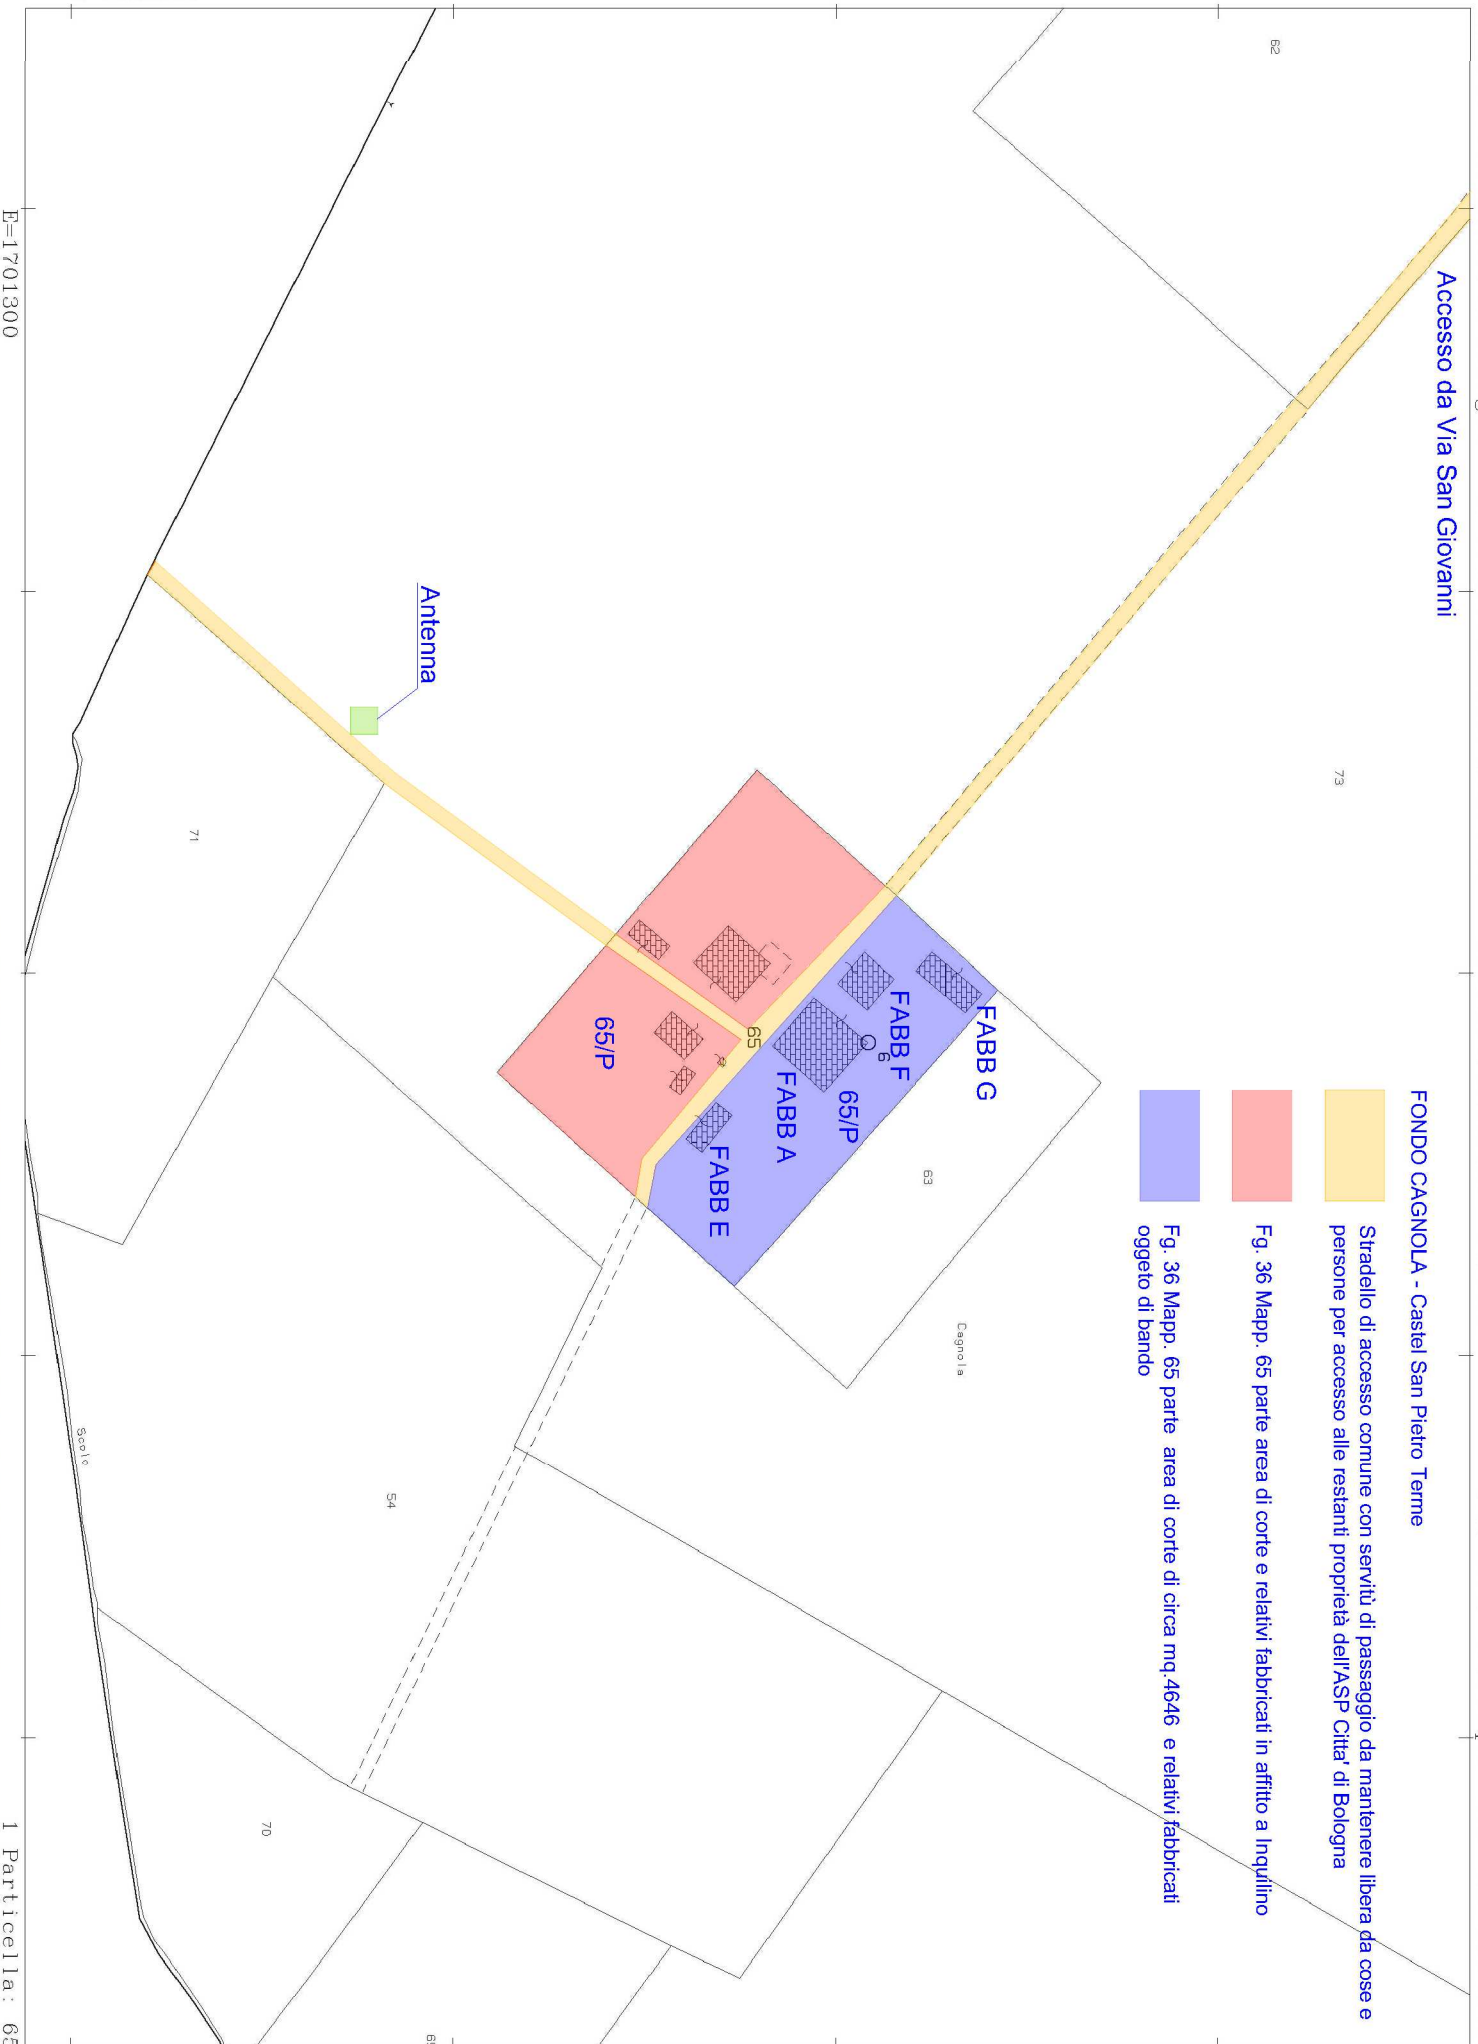 Accesso da Via San Giovanni
FONDO CAGNOLA - Castel San Pietro Terme
Stradello di accesso comune con servitù di passaggio da mantenere libera da cose e
persone per accesso alle restanti proprietà dell'ASP Citta' di Bologna
Fg. 36 Mapp. 65 parte area di corte e relativi fabbricati in affitto a Inquilino
Fg. 36 Mapp. 65 parte area di corte di circa mq.4646 e relativi fabbricati
oggeto di bando
62
73
FABB G
FABB F
6
65/P
FABB A
65
FABB E
65/P
63
Cagnola
Antenna
71
54
Scolo
70
E=1701300
1 Particella: 65